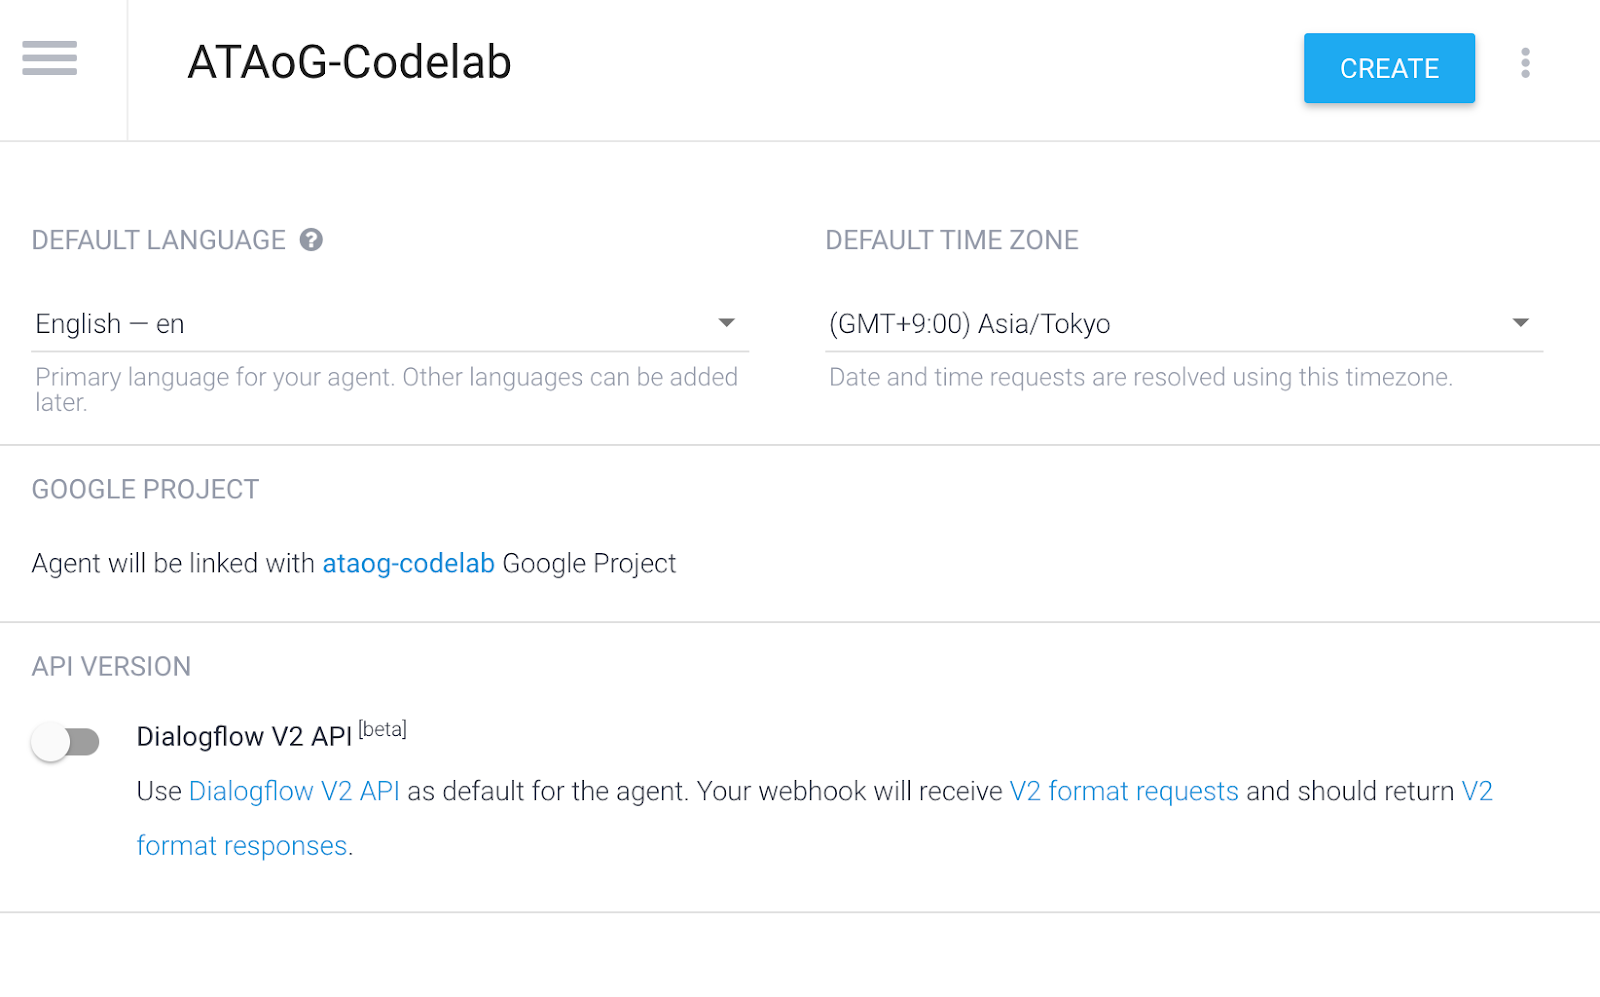 ATAoG-Codelab
CREATE
DEFAULT LANGUAGE
DEFAULT TIME ZONE
English — en
(GMT+9:00) Asia/Tokyo
Primary language for your agent. Other languages can be added
later.
Date and time requests are resolved using this timezone.
GOOGLE PROJECT
Agent will be linked with ataog-codelab Google Project
API VERSION
Dialogflow V2 API [beta]
Use Dialogflow V2 API as default for the agent. Your webhook will receive V2 format requests and should return V2
format responses.